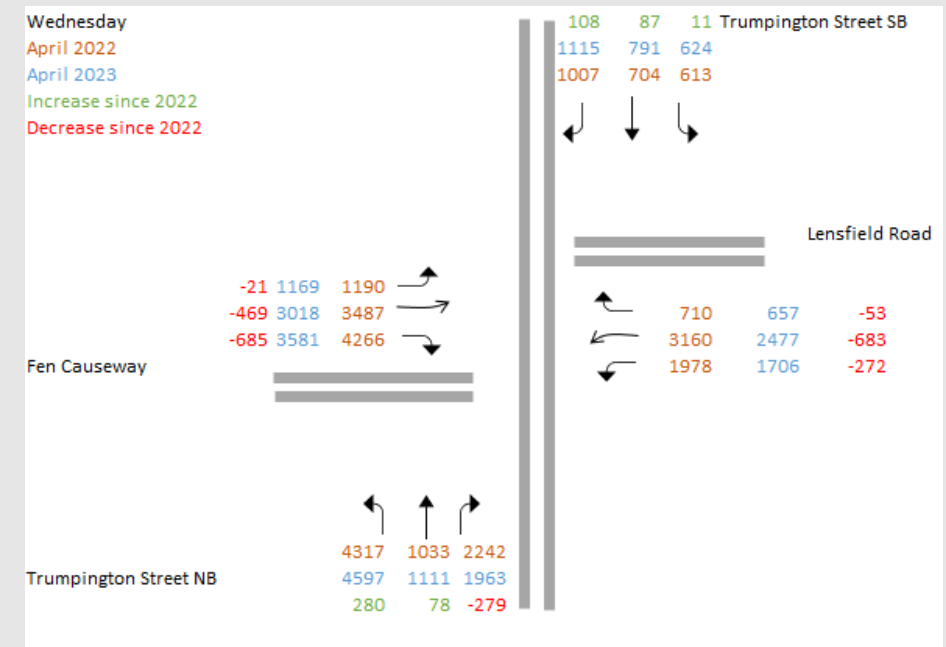 Wednesday
April 2022
April 2023
Increase since 2022
Decrease since 2022
108 87 11 Trumpington Street SB
1115 791 624
1007 704 613
Lensfield Road
-21 1169 1190
-469 3018 3487
-685 3581 4266
Fen Causeway
710 657 -53
3160 2477 -683
1978 1706 -272
4317 1033 2242
Trumpington Street NB
4597 1111 1963
280 78 -279